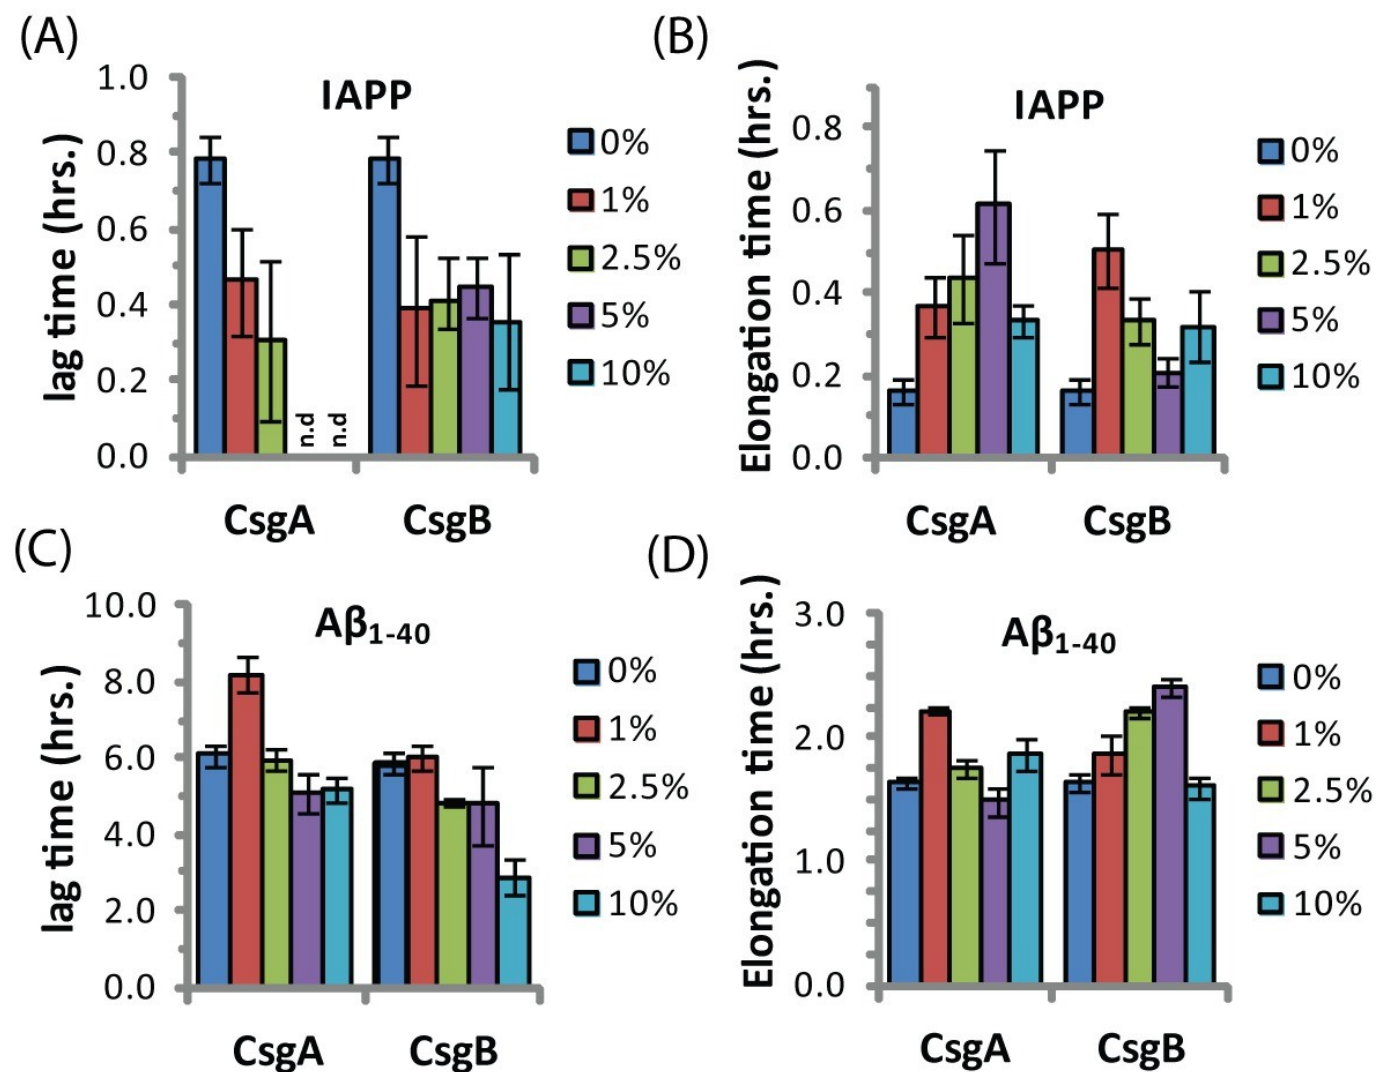 (A)
IAPP
lag time (hrs.)
1.0
0.8
0.6
0.4
0.2
0.0
n.d
n.d
CsgA
CsgB
0%
1%
2.5%
5%
10%
(B)
IAPP
Elongation time (hrs.)
0.8
0.6
0.4
0.2
0.0
CsgA
CsgB
0%
1%
2.5%
5%
10%
(C)
Aβ1-40
lag time (hrs.)
10.0
8.0
6.0
4.0
2.0
0.0
CsgA
CsgB
0%
1%
2.5%
5%
10%
(D)
Aβ1-40
Elongation time (hrs.)
3.0
2.0
1.0
0.0
CsgA
CsgB
0%
1%
2.5%
5%
10%